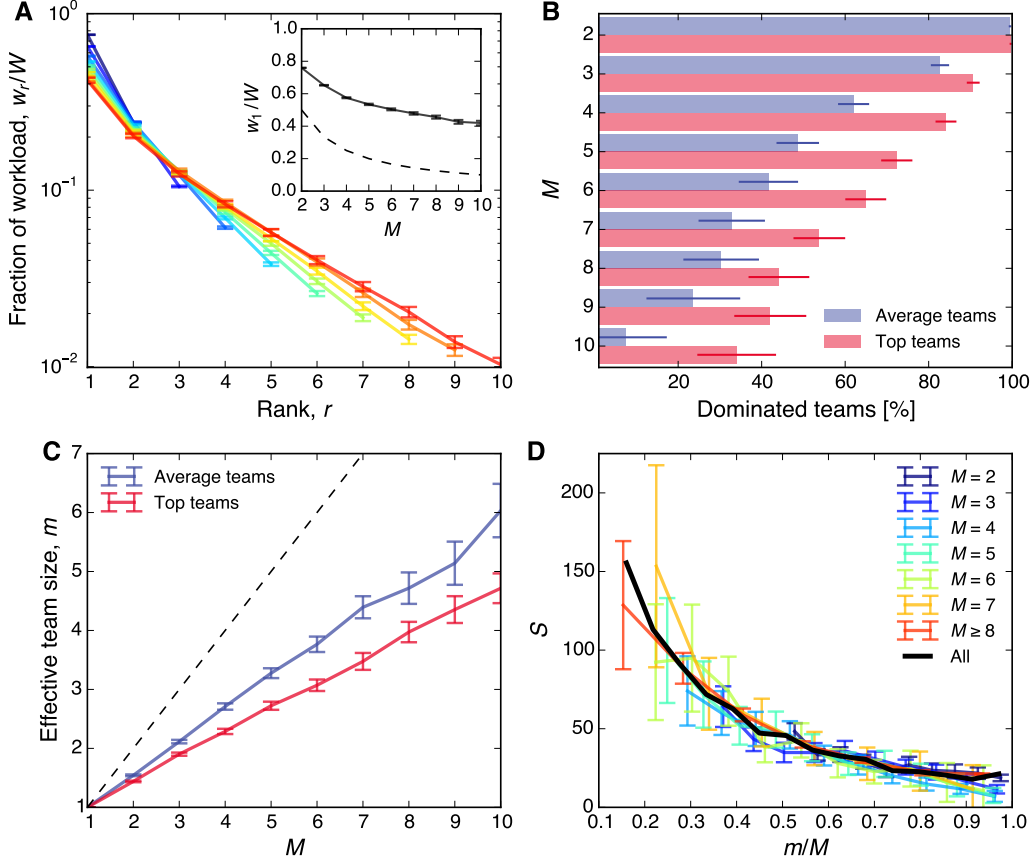 A
10⁰
10⁻¹
10⁻²
Fraction of workload, wᵣ/W
1 2 3 4 5 6 7 8 9 10
Rank, r
1.0
0.8
0.6
0.4
0.2
0.0
w₁/W
2 3 4 5 6 7 8 9 10
M
B
2
3
4
5
6
7
8
9
10
M
Average teams
Top teams
20 40 60 80 100
Dominated teams [%]
C
7
6
5
4
3
2
1
Effective team size, m
Average teams
Top teams
1 2 3 4 5 6 7 8 9 10
M
D
200
150
100
50
0
S
M = 2
M = 3
M = 4
M = 5
M = 6
M = 7
M ≥ 8
All
0.1 0.2 0.3 0.4 0.5 0.6 0.7 0.8 0.9 1.0
m/M